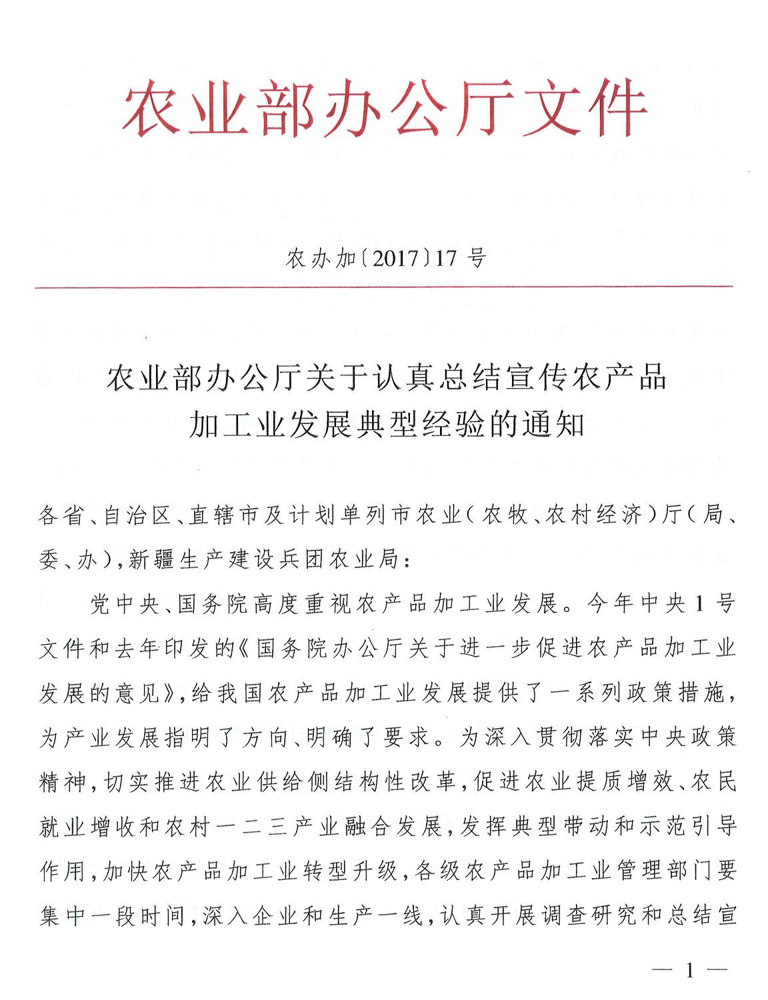 农业部办公厅文件
农办加〔2017〕17号
农业部办公厅关于认真总结宣传农产品
加工业发展典型经验的通知
各省、自治区、直辖市及计划单列市农业（农牧、农村经济）厅（局、
委、办），新疆生产建设兵团农业局：
党中央、国务院高度重视农产品加工业发展。今年中央1号
文件和去年印发的《国务院办公厅关于进一步促进农产品加工业
发展的意见》，给我国农产品加工业发展提供了一系列政策措施，
为产业发展指明了方向、明确了要求。为深入贯彻落实中央政策
精神，切实推进农业供给侧结构性改革，促进农业提质增效、农民
就业增收和农村一二三产业融合发展，发挥典型带动和示范引导
作用，加快农产品加工业转型升级，各级农产品加工业管理部门要
集中一段时间，深入企业和生产一线，认真开展调查研究和总结宣
— 1 —